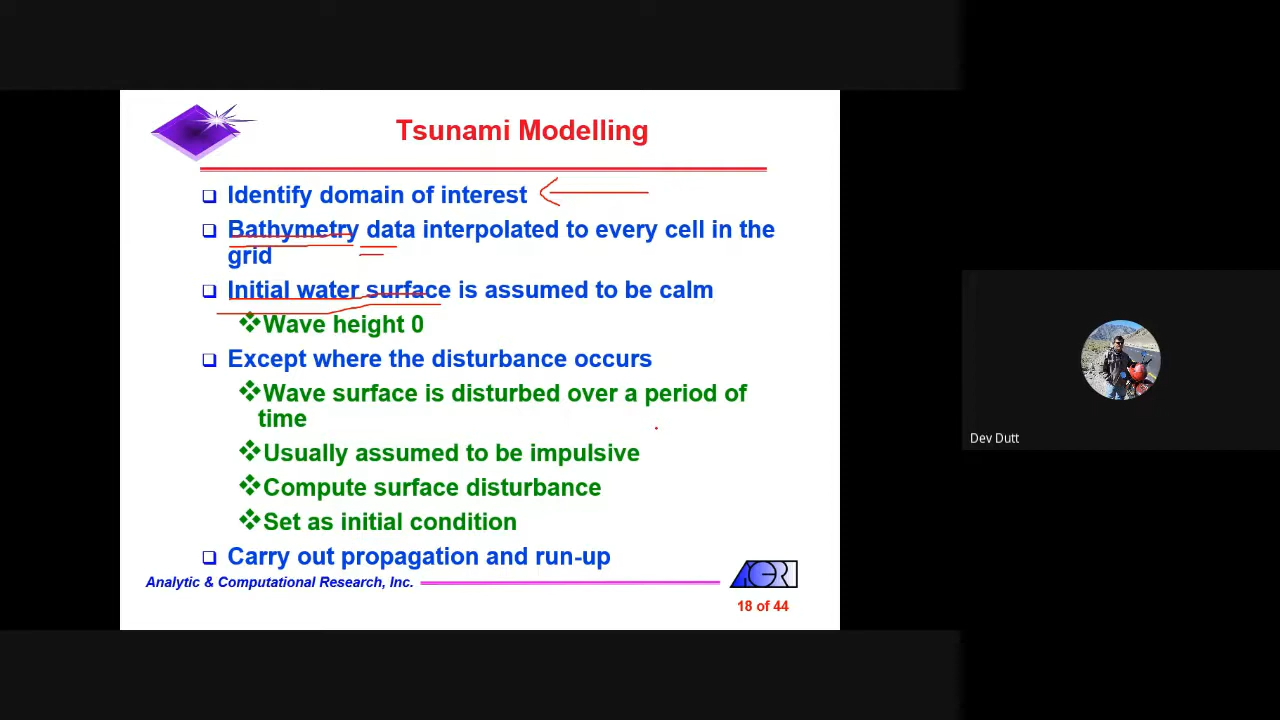 Tsunami Modelling
❑ Identify domain of interest
❑ Bathymetry data interpolated to every cell in the
grid
❑ Initial water surface is assumed to be calm
❖Wave height 0
❑ Except where the disturbance occurs
❖Wave surface is disturbed over a period of
time
❖Usually assumed to be impulsive
❖Compute surface disturbance
❖Set as initial condition
❑ Carry out propagation and run-up
Analytic & Computational Research, Inc.
ACR
18 of 44
Dev Dutt